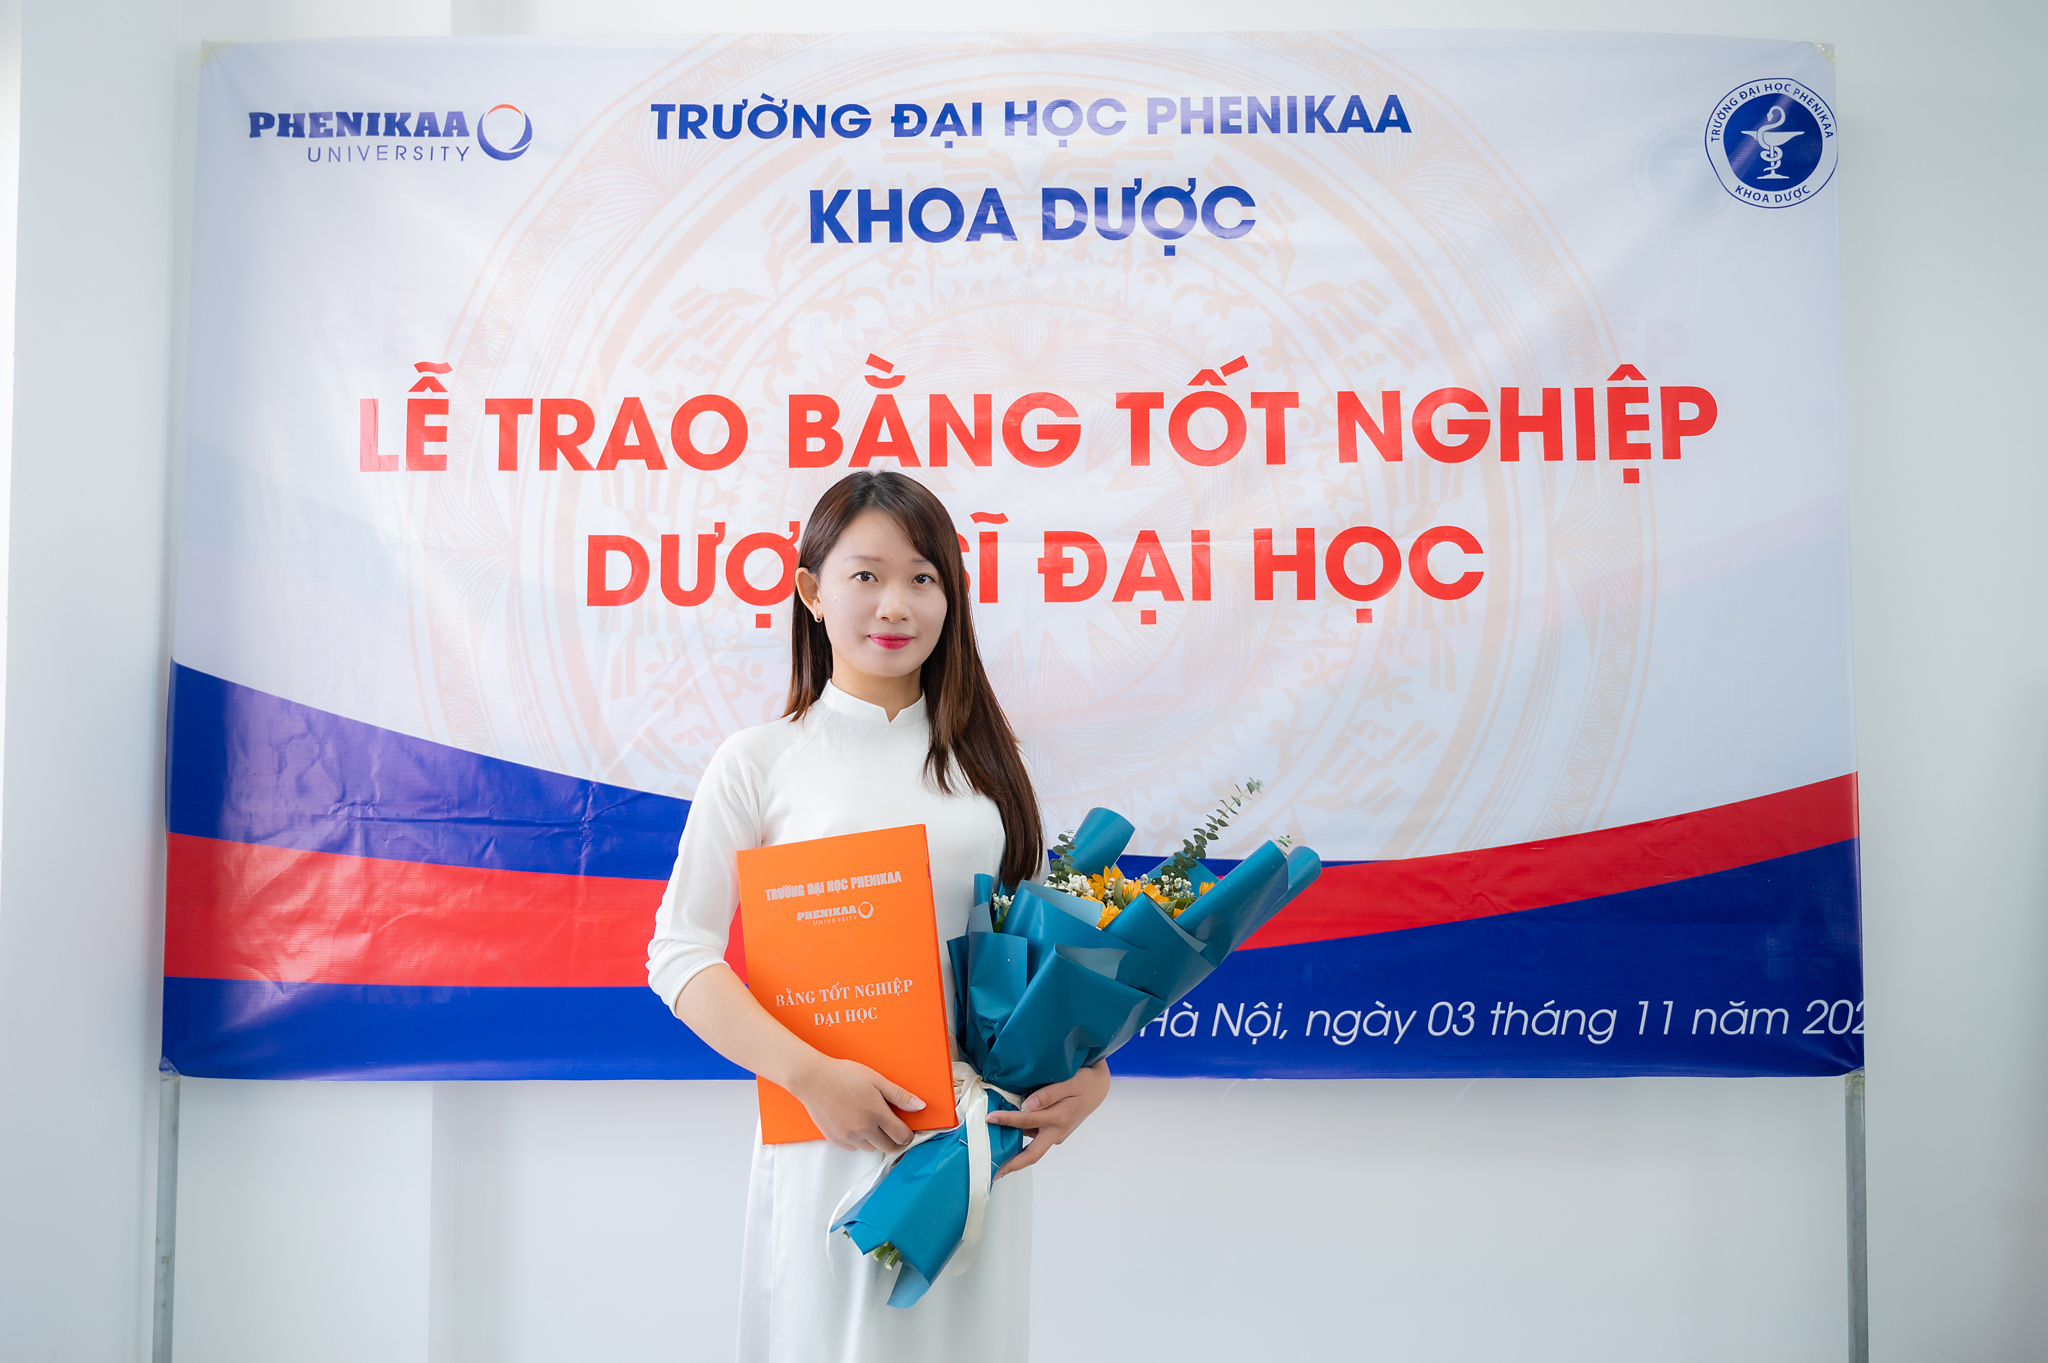 PHENIKAA
UNIVERSITY
TRƯỜNG ĐẠI HỌC PHENIKAA
KHOA DƯỢC
TRƯỜNG ĐẠI HỌC PHENIKAA
KHOA DƯỢC
LỄ TRAO BẰNG TỐT NGHIỆP
SĨ ĐẠI HỌC
TRƯỜNG ĐẠI HỌC PHENIKAA
PHENIKAA
UNIVERSITY
BẰNG TỐT NGHIỆP
ĐẠI HỌC
Hà Nội, ngày 03 tháng 11 năm